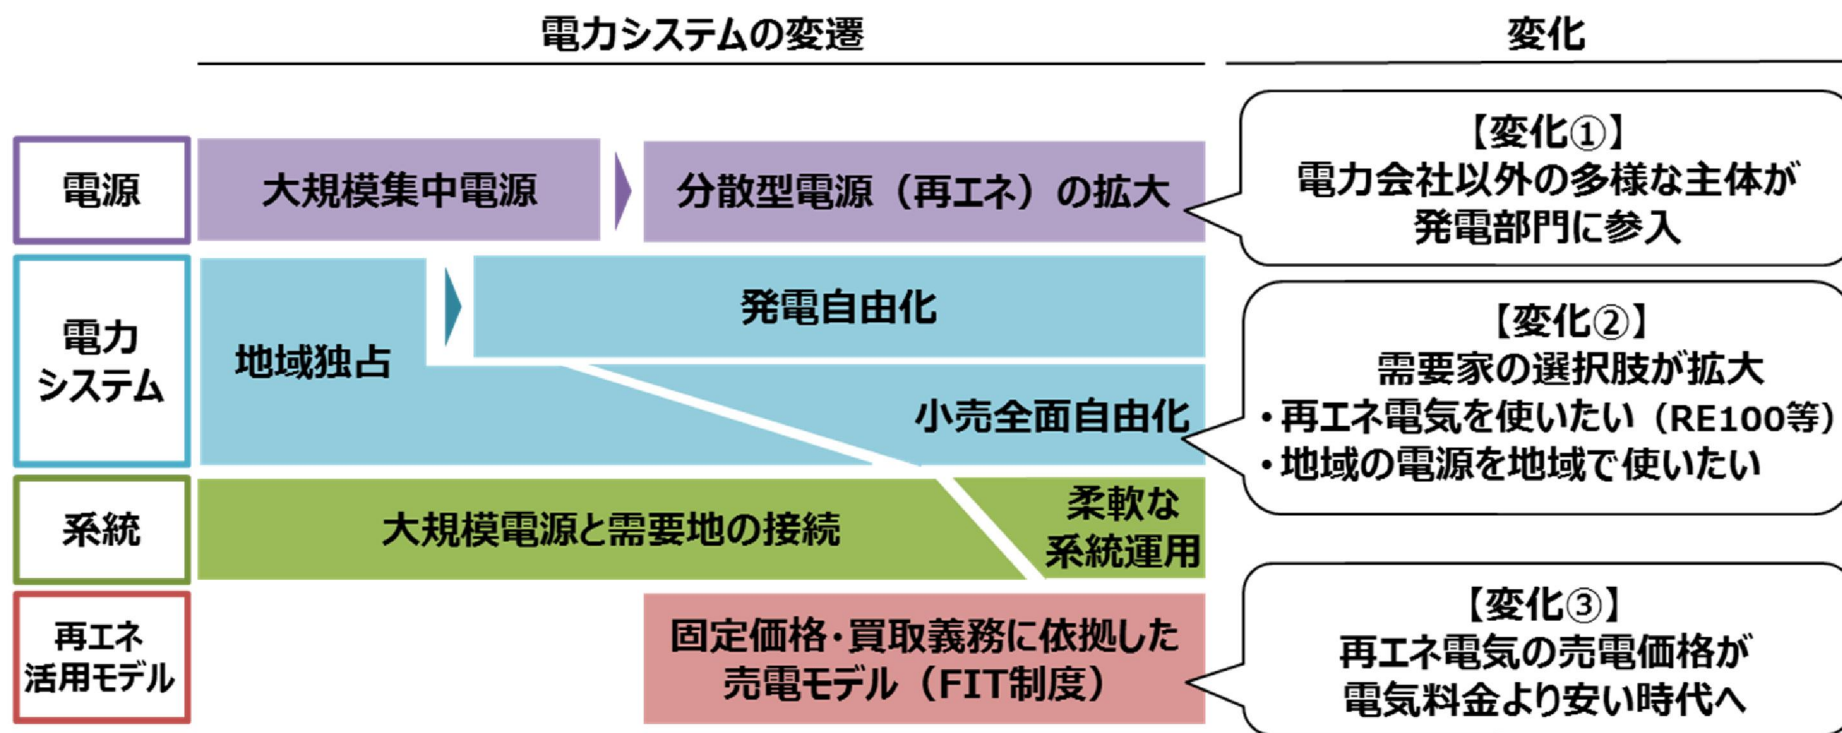 電力システムの変遷
変化
電源
大規模集中電源
分散型電源（再エネ）の拡大
【変化①】
電力会社以外の多様な主体が
発電部門に参入
電力
システム
地域独占
発電自由化
小売全面自由化
【変化②】
需要家の選択肢が拡大
・再エネ電気を使いたい（RE100等）
・地域の電源を地域で使いたい
系統
大規模電源と需要地の接続
柔軟な
系統運用
再エネ
活用モデル
固定価格・買取義務に依拠した
売電モデル（FIT制度）
【変化③】
再エネ電気の売電価格が
電気料金より安い時代へ